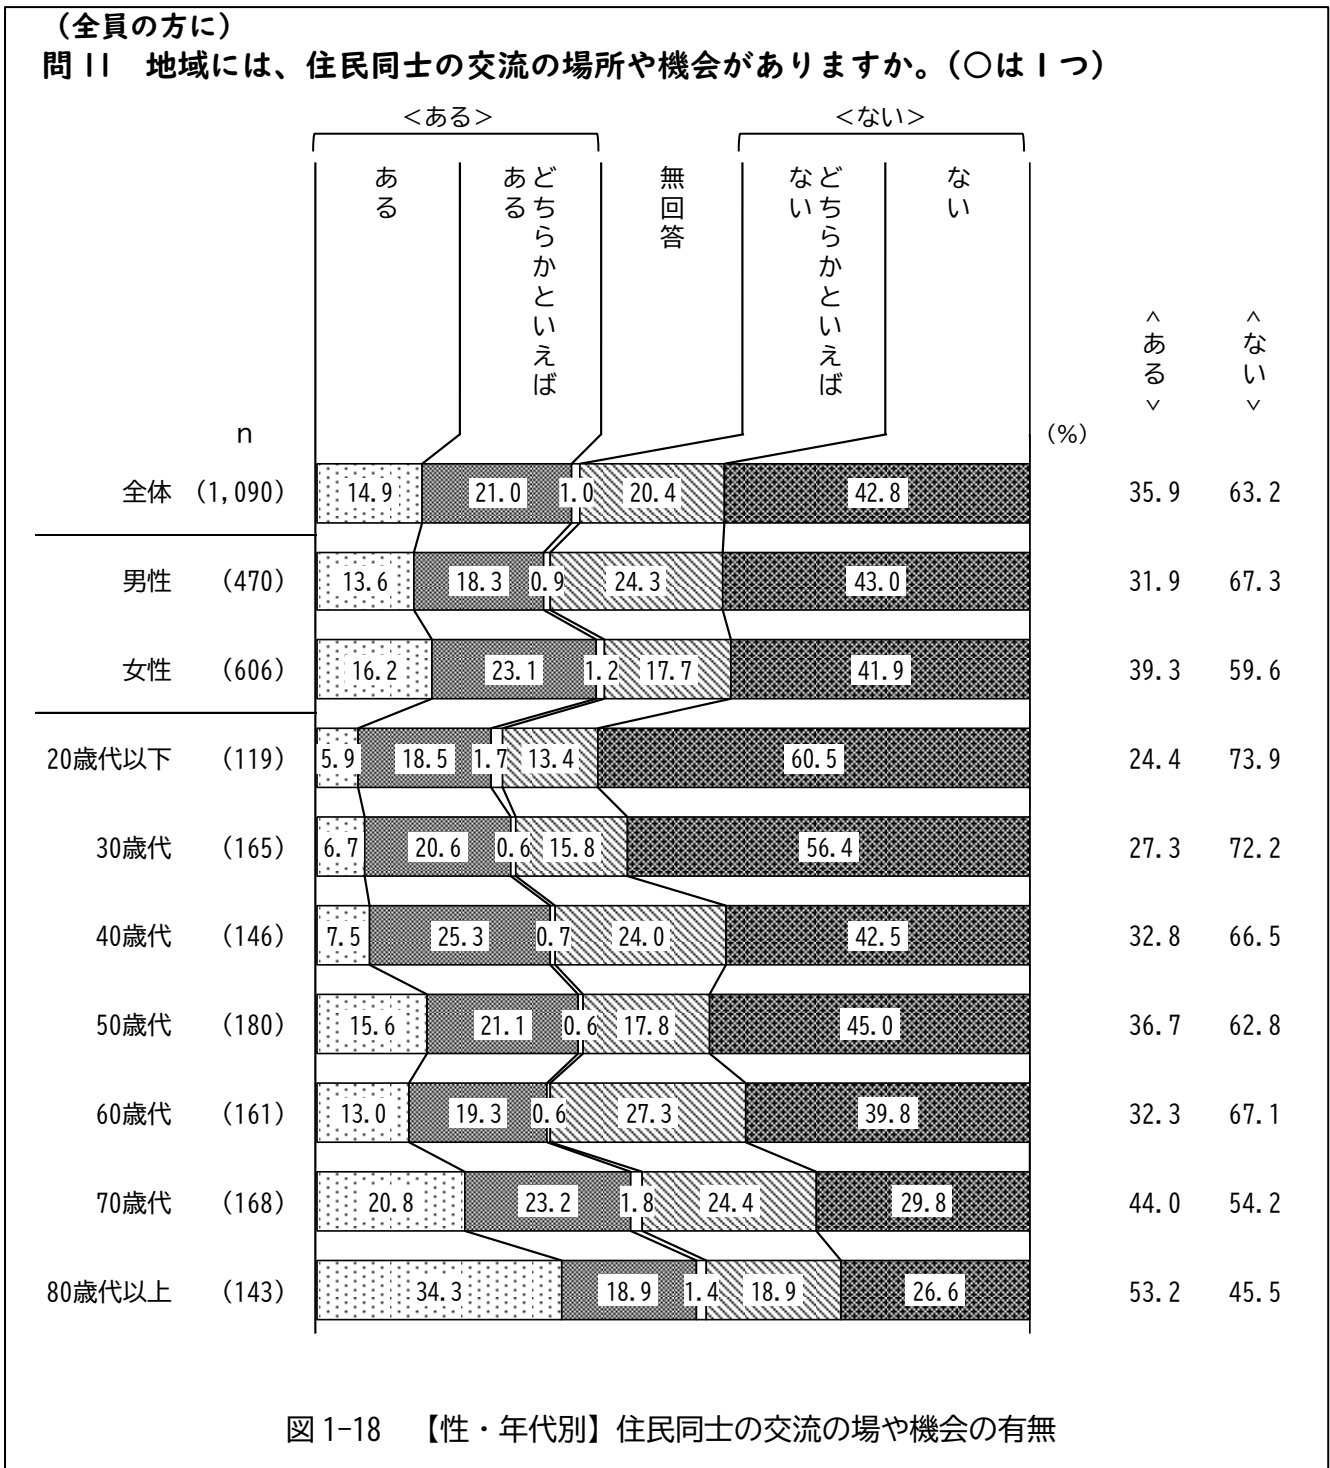 （全員の方に）
問11　地域には、住民同士の交流の場所や機会がありますか。（○は1つ）
＜ある＞　＜ない＞
ある
どちらかといえばある
無回答
どちらかといえばない
ない
＜ある＞
＜ない＞
n　(%)
全体 (1,090) 14.9 21.0 1.0 20.4 42.8 35.9 63.2
男性 (470) 13.6 18.3 0.9 24.3 43.0 31.9 67.3
女性 (606) 16.2 23.1 1.2 17.7 41.9 39.3 59.6
20歳代以下 (119) 5.9 18.5 1.7 13.4 60.5 24.4 73.9
30歳代 (165) 6.7 20.6 0.6 15.8 56.4 27.3 72.2
40歳代 (146) 7.5 25.3 0.7 24.0 42.5 32.8 66.5
50歳代 (180) 15.6 21.1 0.6 17.8 45.0 36.7 62.8
60歳代 (161) 13.0 19.3 0.6 27.3 39.8 32.3 67.1
70歳代 (168) 20.8 23.2 1.8 24.4 29.8 44.0 54.2
80歳代以上 (143) 34.3 18.9 1.4 18.9 26.6 53.2 45.5
図1-18　【性・年代別】住民同士の交流の場や機会の有無